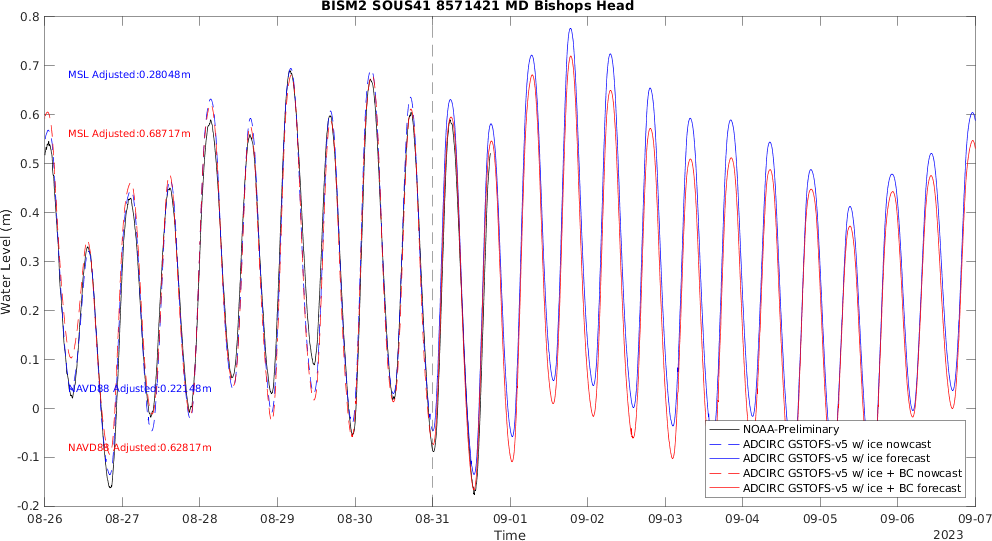 BISM2 SOUS41 8571421 MD Bishops Head
0.8
0.7
0.6
0.5
0.4
0.3
0.2
0.1
0
-0.1
-0.2
Water Level (m)
MSL Adjusted:0.28048m
MSL Adjusted:0.68717m
NAVD88 Adjusted:0.22148m
NAVD88 Adjusted:0.62817m
NOAA-Preliminary
ADCIRC GSTOFS-v5 w/ ice nowcast
ADCIRC GSTOFS-v5 w/ ice forecast
ADCIRC GSTOFS-v5 w/ ice + BC nowcast
ADCIRC GSTOFS-v5 w/ ice + BC forecast
08-26 08-27 08-28 08-29 08-30 08-31 09-01 09-02 09-03 09-04 09-05 09-06 09-07
Time
2023